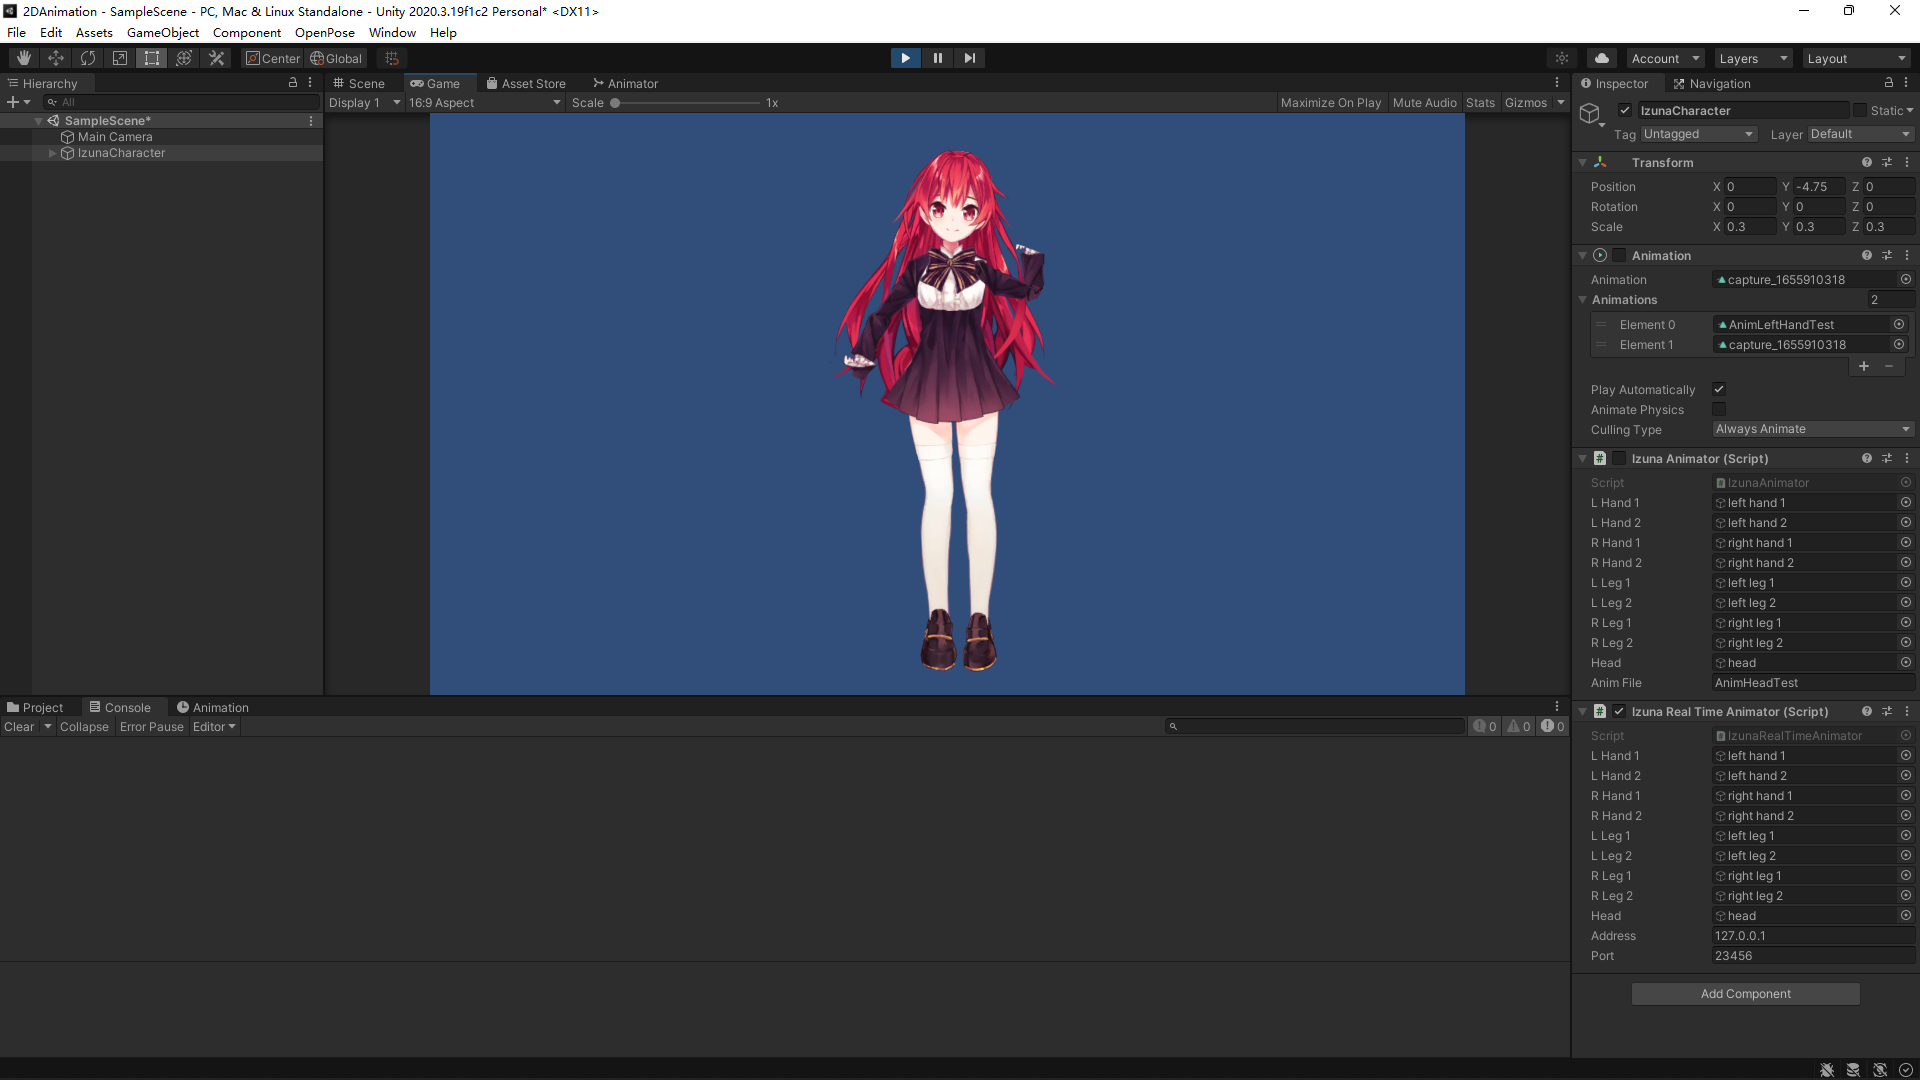 2DAnimation - SampleScene - PC, Mac & Linux Standalone - Unity 2020.3.19f1c2 Personal* <DX11>
File Edit Assets GameObject Component OpenPose Window Help
Center Global Account Layers Layout
Hierarchy
All
SampleScene*
Main Camera
IzunaCharacter
Scene Game Asset Store Animator
Display 1 16:9 Aspect Scale 1x Maximize On Play Mute Audio Stats Gizmos
Project Console Animation
Clear Collapse Error Pause Editor 0 0 0
Inspector Navigation
IzunaCharacter Static
Tag Untagged Layer Default
Transform
Position X 0 Y -4.75 Z 0
Rotation X 0 Y 0 Z 0
Scale X 0.3 Y 0.3 Z 0.3
Animation
Animation capture_1655910318
Animations 2
Element 0 AnimLeftHandTest
Element 1 capture_1655910318
Play Automatically
Animate Physics
Culling Type Always Animate
# Izuna Animator (Script)
Script IzunaAnimator
L Hand 1 left hand 1
L Hand 2 left hand 2
R Hand 1 right hand 1
R Hand 2 right hand 2
L Leg 1 left leg 1
L Leg 2 left leg 2
R Leg 1 right leg 1
R Leg 2 right leg 2
Head head
Anim File AnimHeadTest
# Izuna Real Time Animator (Script)
Script IzunaRealTimeAnimator
L Hand 1 left hand 1
L Hand 2 left hand 2
R Hand 1 right hand 1
R Hand 2 right hand 2
L Leg 1 left leg 1
L Leg 2 left leg 2
R Leg 1 right leg 1
R Leg 2 right leg 2
Head head
Address 127.0.0.1
Port 23456
Add Component